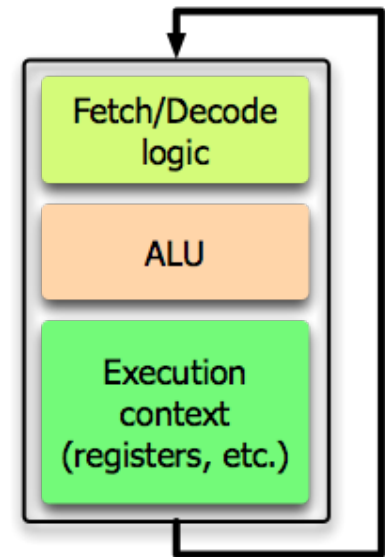 Fetch/Decode
logic
ALU
Execution
context
(registers, etc.)